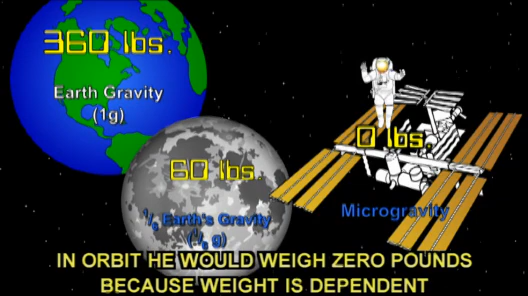 360 lbs.
Earth Gravity
(1g)
60 lbs.
1/6 Earth's Gravity
(1/6 g)
0 lbs.
Microgravity
IN ORBIT HE WOULD WEIGH ZERO POUNDS
BECAUSE WEIGHT IS DEPENDENT